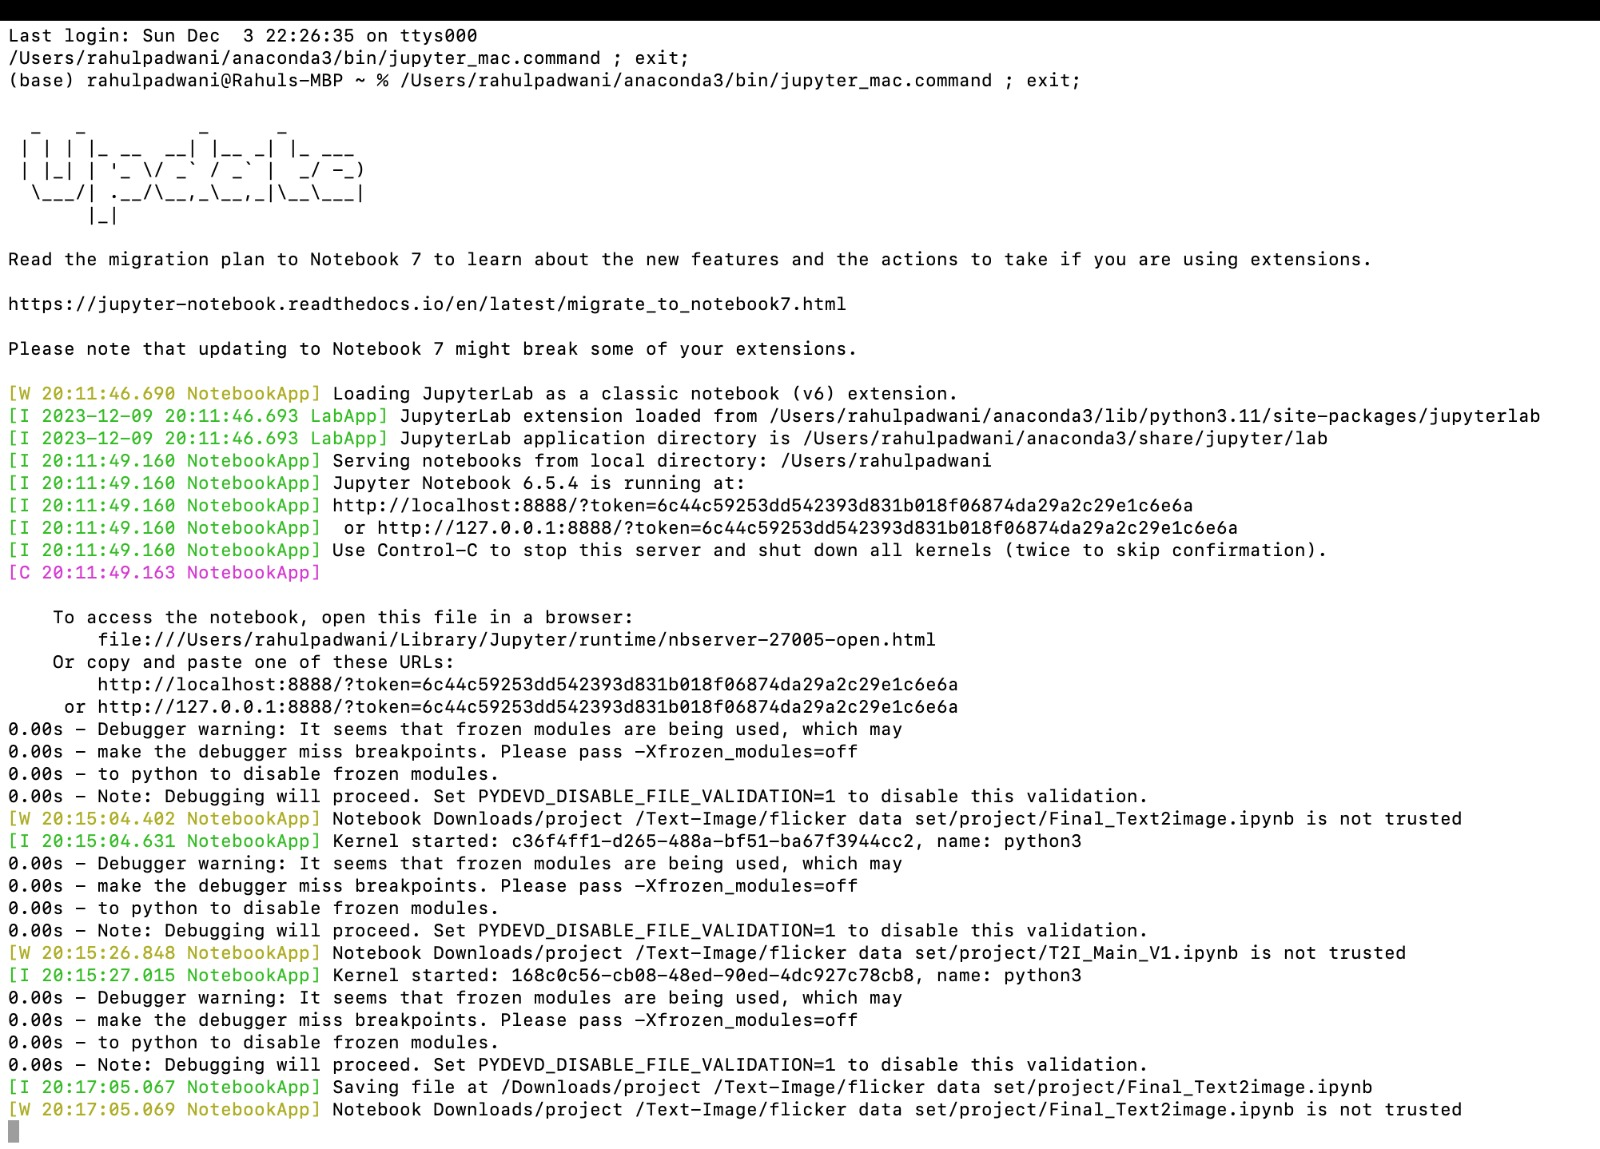 Last login: Sun Dec  3 22:26:35 on ttys000
/Users/rahulpadwani/anaconda3/bin/jupyter_mac.command ; exit;
(base) rahulpadwani@Rahuls-MBP ~ % /Users/rahulpadwani/anaconda3/bin/jupyter_mac.command ; exit;
  _   _          _      _
 | | | |_ __  __| |__ _| |_ ___
 | |_| | '_ \/ _` / _` |  _/ -_)
  \___/| .__/\__,_\__,_|\__\___|
       |_|
Read the migration plan to Notebook 7 to learn about the new features and the actions to take if you are using extensions.
https://jupyter-notebook.readthedocs.io/en/latest/migrate_to_notebook7.html
Please note that updating to Notebook 7 might break some of your extensions.
[W 20:11:46.690 NotebookApp] Loading JupyterLab as a classic notebook (v6) extension.
[I 2023-12-09 20:11:46.693 LabApp] JupyterLab extension loaded from /Users/rahulpadwani/anaconda3/lib/python3.11/site-packages/jupyterlab
[I 2023-12-09 20:11:46.693 LabApp] JupyterLab application directory is /Users/rahulpadwani/anaconda3/share/jupyter/lab
[I 20:11:49.160 NotebookApp] Serving notebooks from local directory: /Users/rahulpadwani
[I 20:11:49.160 NotebookApp] Jupyter Notebook 6.5.4 is running at:
[I 20:11:49.160 NotebookApp] http://localhost:8888/?token=6c44c59253dd542393d831b018f06874da29a2c29e1c6e6a
[I 20:11:49.160 NotebookApp]  or http://127.0.0.1:8888/?token=6c44c59253dd542393d831b018f06874da29a2c29e1c6e6a
[I 20:11:49.160 NotebookApp] Use Control-C to stop this server and shut down all kernels (twice to skip confirmation).
[C 20:11:49.163 NotebookApp]
    To access the notebook, open this file in a browser:
        file:///Users/rahulpadwani/Library/Jupyter/runtime/nbserver-27005-open.html
    Or copy and paste one of these URLs:
        http://localhost:8888/?token=6c44c59253dd542393d831b018f06874da29a2c29e1c6e6a
     or http://127.0.0.1:8888/?token=6c44c59253dd542393d831b018f06874da29a2c29e1c6e6a
0.00s - Debugger warning: It seems that frozen modules are being used, which may
0.00s - make the debugger miss breakpoints. Please pass -Xfrozen_modules=off
0.00s - to python to disable frozen modules.
0.00s - Note: Debugging will proceed. Set PYDEVD_DISABLE_FILE_VALIDATION=1 to disable this validation.
[W 20:15:04.402 NotebookApp] Notebook Downloads/project /Text-Image/flicker data set/project/Final_Text2image.ipynb is not trusted
[I 20:15:04.631 NotebookApp] Kernel started: c36f4ff1-d265-488a-bf51-ba67f3944cc2, name: python3
0.00s - Debugger warning: It seems that frozen modules are being used, which may
0.00s - make the debugger miss breakpoints. Please pass -Xfrozen_modules=off
0.00s - to python to disable frozen modules.
0.00s - Note: Debugging will proceed. Set PYDEVD_DISABLE_FILE_VALIDATION=1 to disable this validation.
[W 20:15:26.848 NotebookApp] Notebook Downloads/project /Text-Image/flicker data set/project/T2I_Main_V1.ipynb is not trusted
[I 20:15:27.015 NotebookApp] Kernel started: 168c0c56-cb08-48ed-90ed-4dc927c78cb8, name: python3
0.00s - Debugger warning: It seems that frozen modules are being used, which may
0.00s - make the debugger miss breakpoints. Please pass -Xfrozen_modules=off
0.00s - to python to disable frozen modules.
0.00s - Note: Debugging will proceed. Set PYDEVD_DISABLE_FILE_VALIDATION=1 to disable this validation.
[I 20:17:05.067 NotebookApp] Saving file at /Downloads/project /Text-Image/flicker data set/project/Final_Text2image.ipynb
[W 20:17:05.069 NotebookApp] Notebook Downloads/project /Text-Image/flicker data set/project/Final_Text2image.ipynb is not trusted